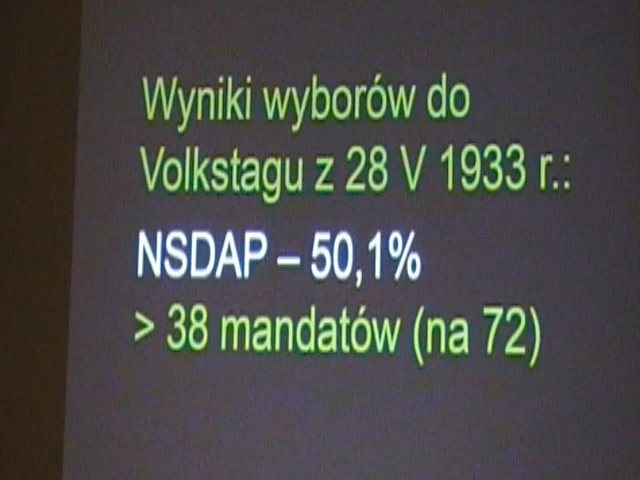 Wyniki wyborów do
Volkstagu z 28 V 1933 r.:
NSDAP – 50,1%
> 38 mandatów (na 72)